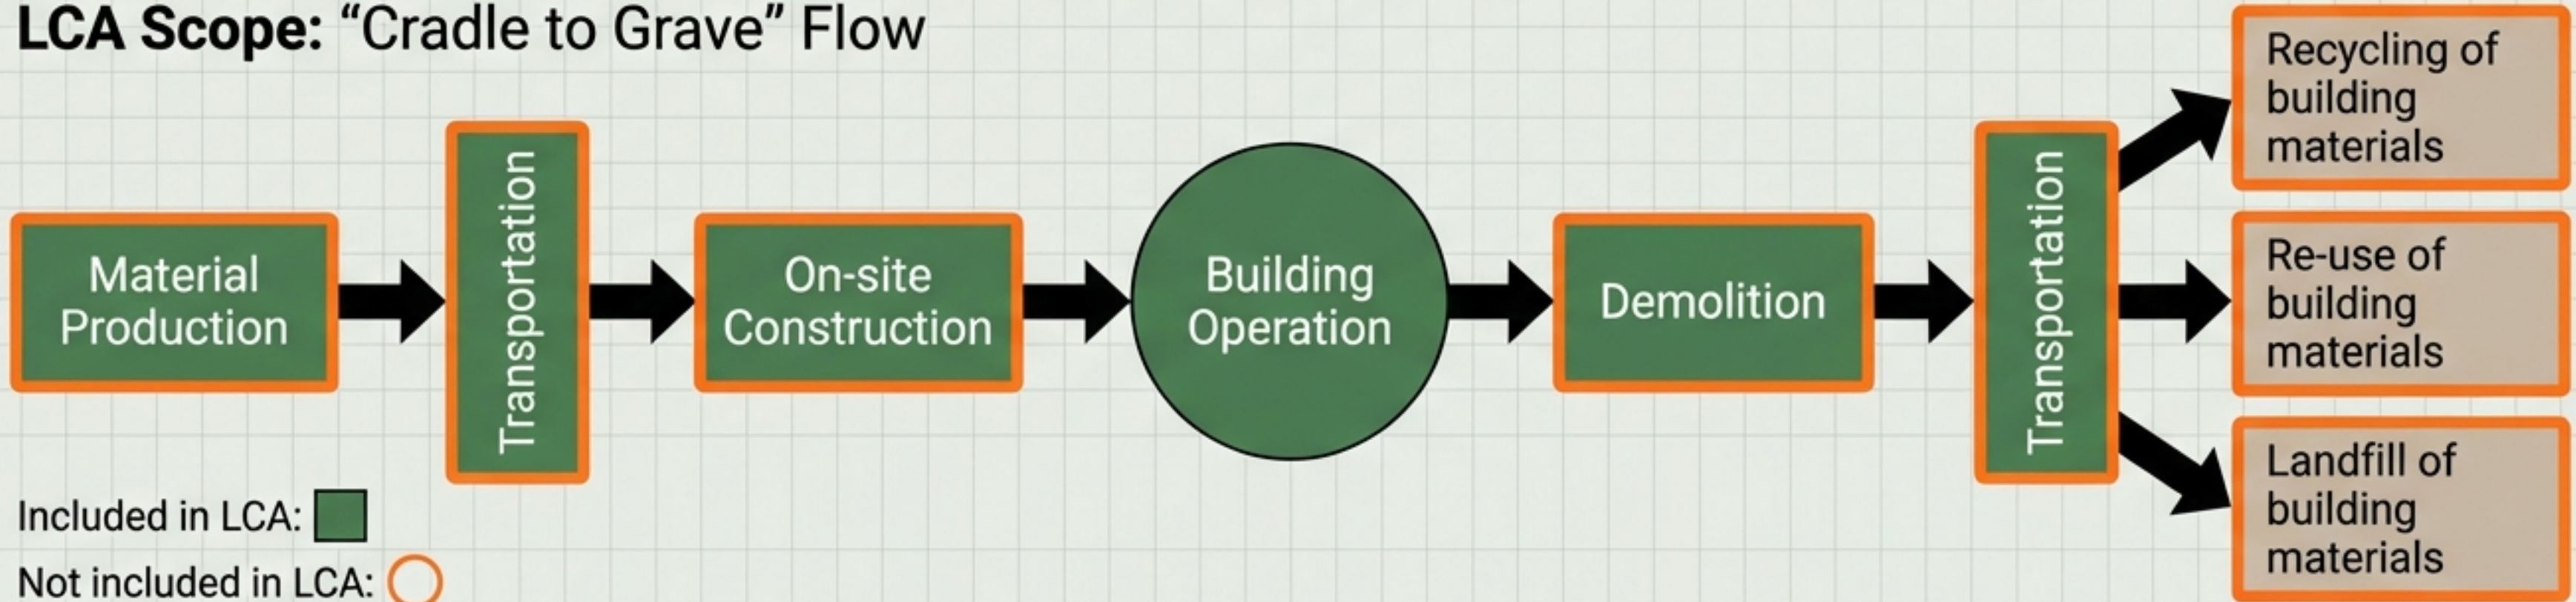 LCA Scope: “Cradle to Grave” Flow
Material
Production
Transportation
On-site
Construction
Building
Operation
Demolition
Transportation
Recycling of
building
materials
Re-use of
building
materials
Landfill of
building
materials
Included in LCA:
Not included in LCA: